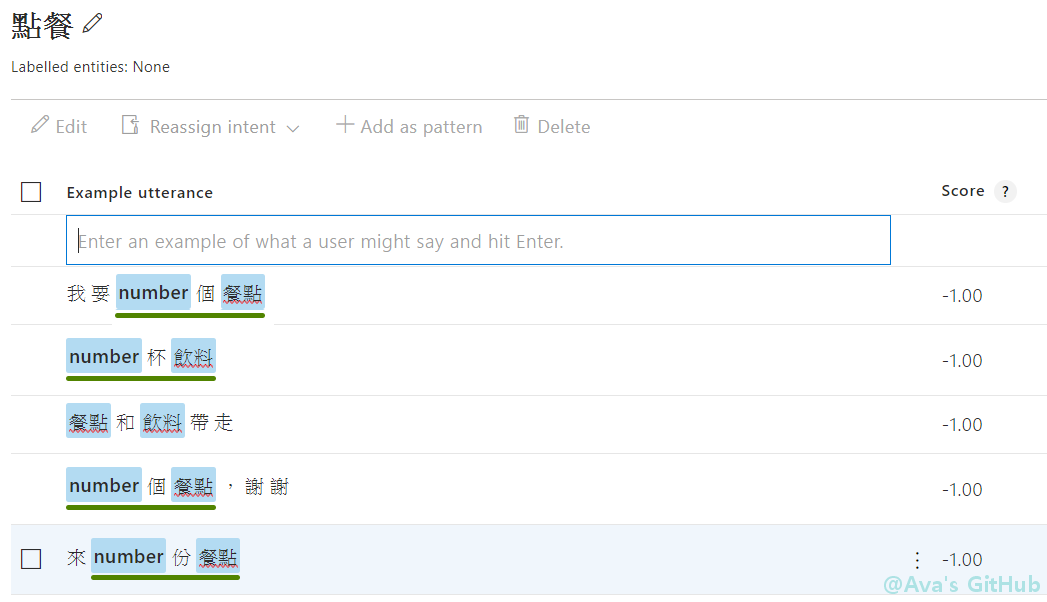 點餐
Labelled entities: None
Edit Reassign intent Add as pattern Delete
Example utterance Score ?
Enter an example of what a user might say and hit Enter.
我 要 number 個 餐點 -1.00
number 杯 飲料 -1.00
餐點 和 飲料 帶 走 -1.00
number 個 餐點 , 謝 謝 -1.00
來 number 份 餐點 -1.00
@Ava's GitHub